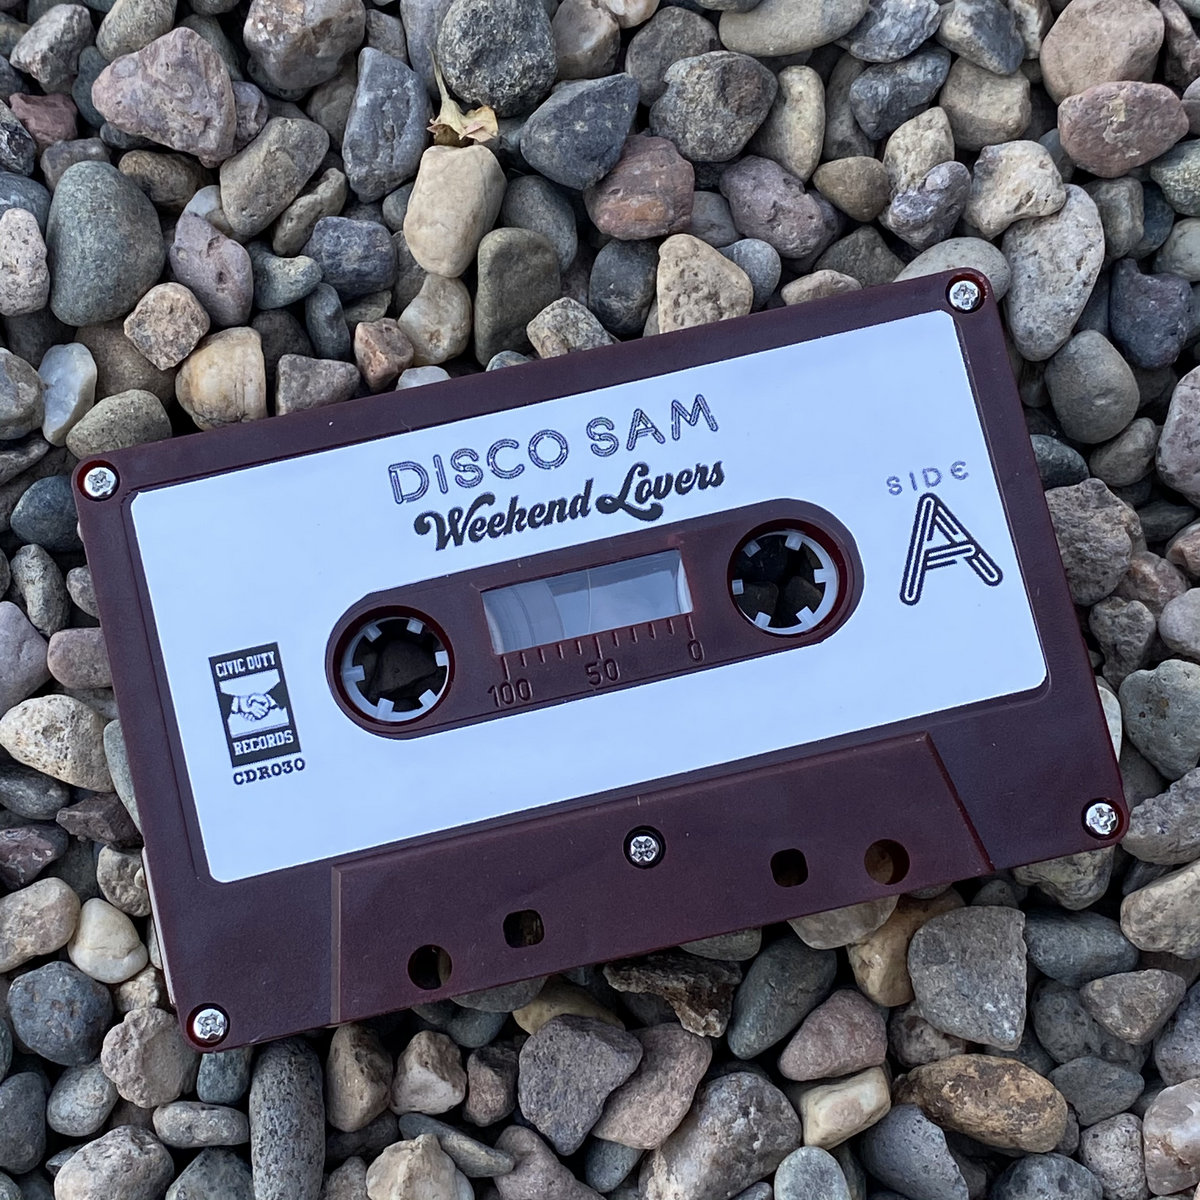 DISCO SAM
Weekend Lovers
SIDE
A
100 50 0
CIVIC DUTY
RECORDS
CDR030